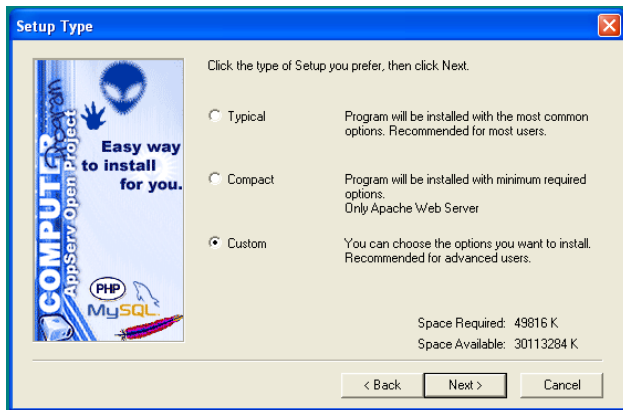 Setup Type
Click the type of Setup you prefer, then click Next.
COMPUTER
Program
AppServ Open Project
Easy way
to install
for you.
PHP
MySQL
Typical
Program will be installed with the most common
options. Recommended for most users.
Compact
Program will be installed with minimum required
options.
Only Apache Web Server
Custom
You can choose the options you want to install.
Recommended for advanced users.
Space Required: 49816 K
Space Available: 30113284 K
< Back
Next >
Cancel